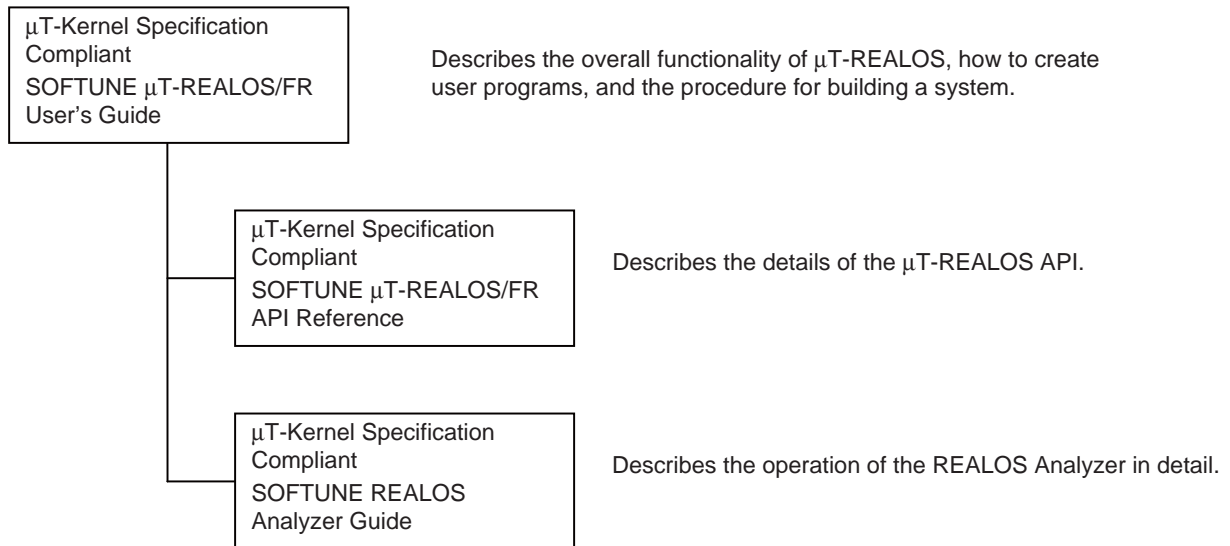 μT-Kernel Specification
Compliant
SOFTUNE μT-REALOS/FR
User's Guide
Describes the overall functionality of μT-REALOS, how to create
user programs, and the procedure for building a system.
μT-Kernel Specification
Compliant
SOFTUNE μT-REALOS/FR
API Reference
Describes the details of the μT-REALOS API.
μT-Kernel Specification
Compliant
SOFTUNE REALOS
Analyzer Guide
Describes the operation of the REALOS Analyzer in detail.